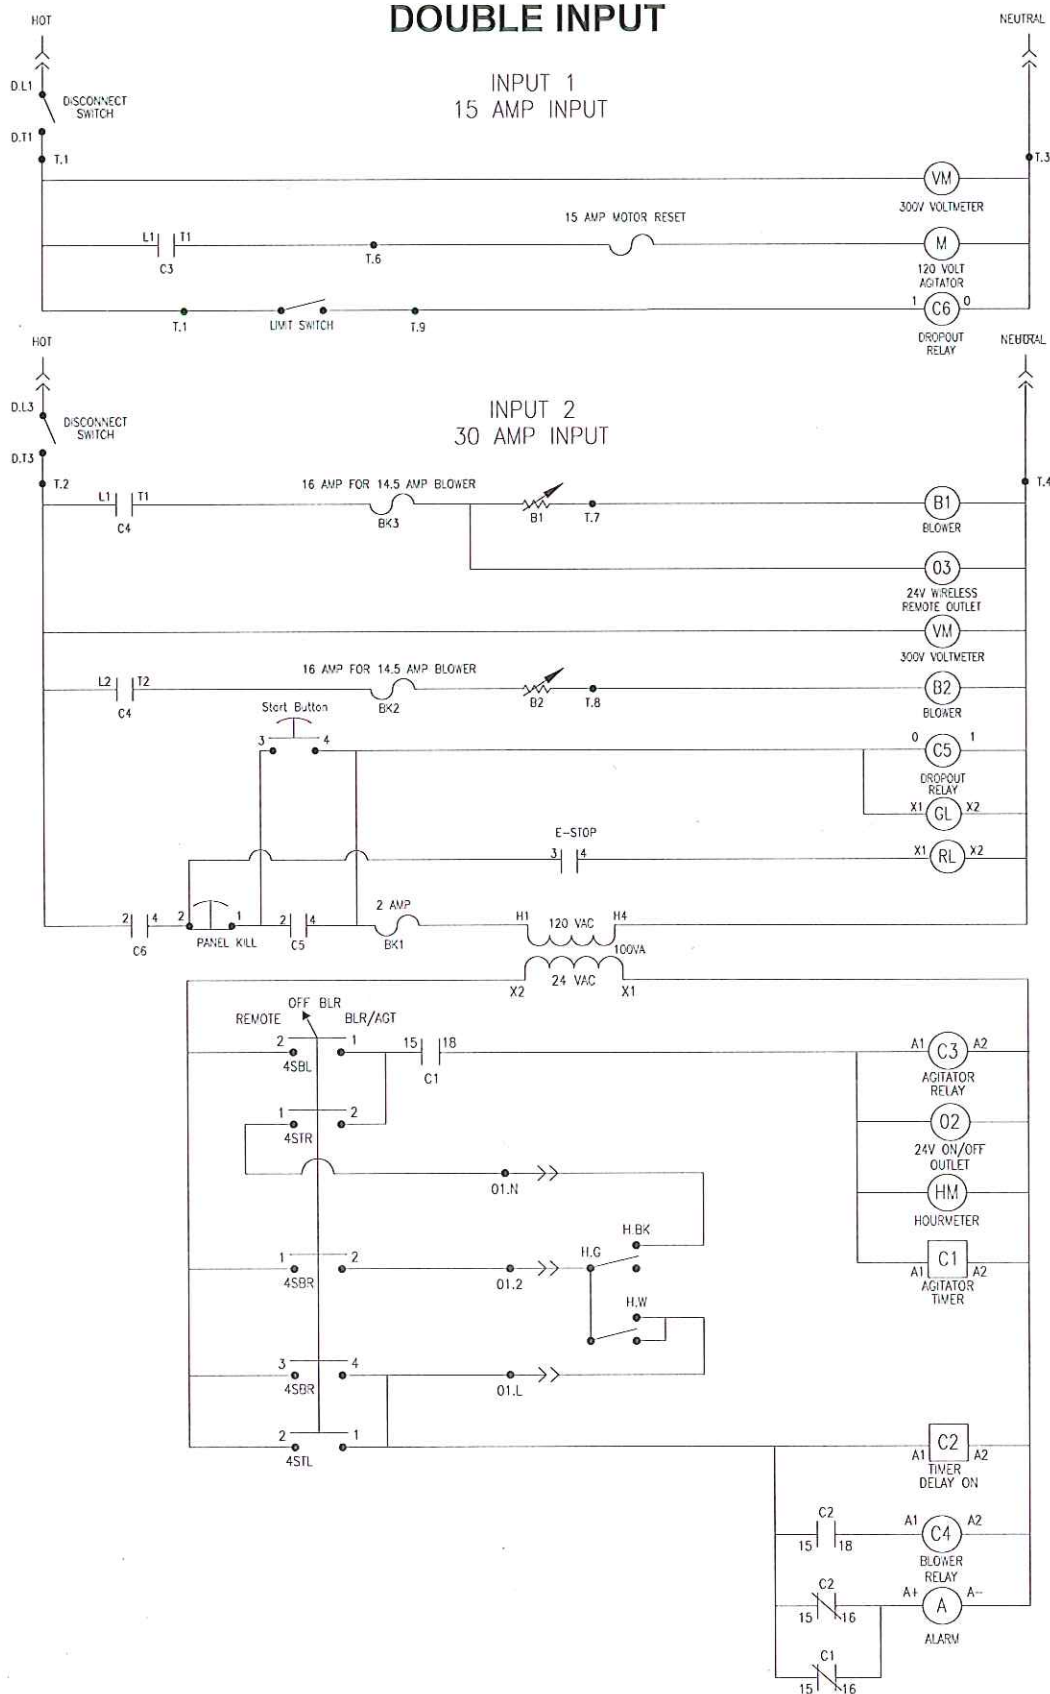 DOUBLE INPUT
HOT
NEUTRAL
INPUT 1
15 AMP INPUT
D.L1
DISCONNECT
SWITCH
D.T1
T.1
T.3
VM
300V VOLTMETER
15 AMP MOTOR RESET
L1 T1
C3
T.6
M
120 VOLT
AGITATOR
T.1
LIMIT SWITCH
T.9
1 C6 0
DROPOUT
RELAY
HOT
NEUTRAL
INPUT 2
30 AMP INPUT
D.L3
DISCONNECT
SWITCH
D.T3
T.2
T.4
16 AMP FOR 14.5 AMP BLOWER
L1 T1
C4
BK3
B1
T.7
B1
BLOWER
03
24V WIRELESS
REMOTE OUTLET
VM
300V VOLTMETER
16 AMP FOR 14.5 AMP BLOWER
L2 T2
C4
BK2
B2
T.8
B2
BLOWER
Start Button
3 4
0 C5 1
DROPOUT
RELAY
X1 GL X2
E-STOP
3 4
X1 RL X2
2 4
C6
2 1
PANEL KILL
2 4
C5
2 AMP
BK1
H1 120 VAC H4
100VA
X2 24 VAC X1
OFF BLR
REMOTE BLR/AGT
2 1
4SBL
15 18
C1
A1 C3 A2
AGITATOR
RELAY
1 2
4STR
02
24V ON/OFF
OUTLET
01.N
HM
HOURMETER
H.BK
H.G
1 2
4SBR
01.2
A1 C1 A2
AGITATOR
TIMER
H.W
3 4
4SBR
01.L
2 1
4STL
A1 C2 A2
TIMER
DELAY ON
C2
15 18
A1 C4 A2
BLOWER
RELAY
C2
15 16
A+ A A-
ALARM
C1
15 16